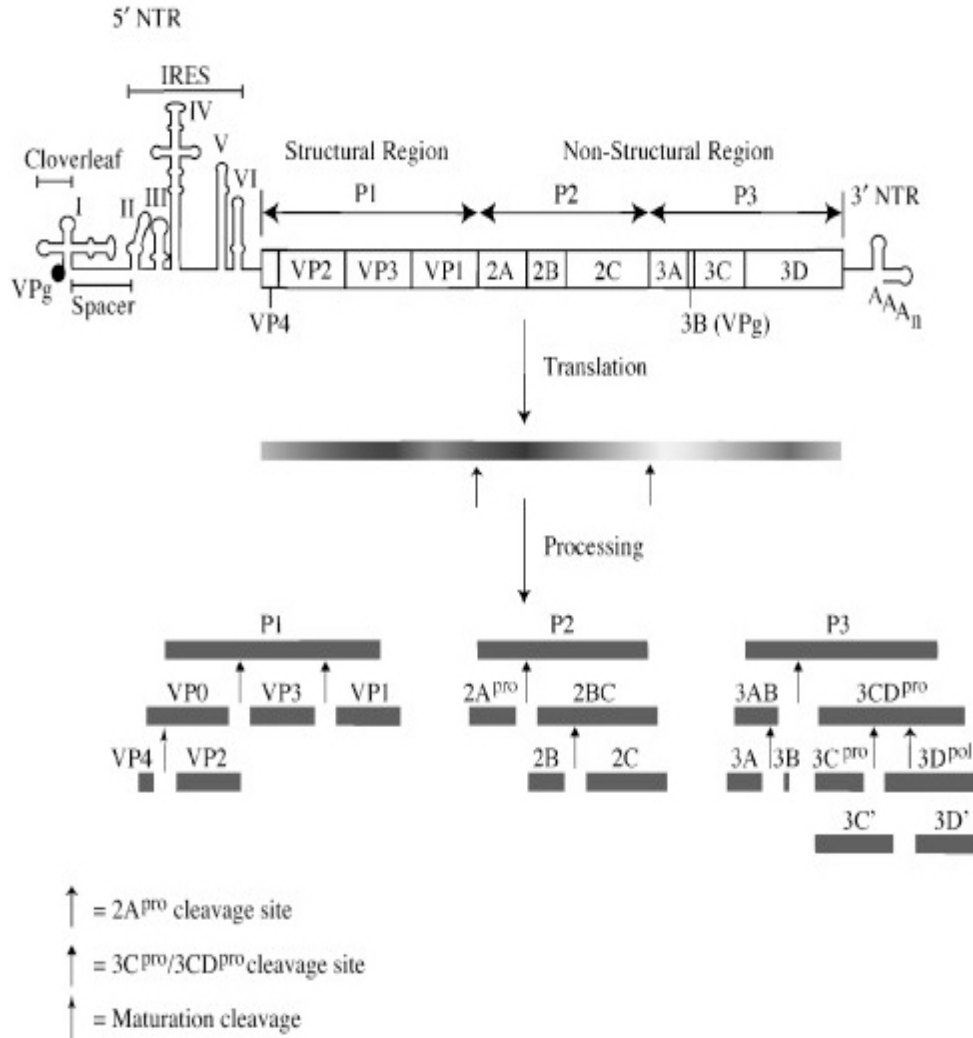 5′ NTR
IRES
IV
Cloverleaf
V
Structural Region
Non-Structural Region
I
II
III
VI
P1
P2
P3
3′ NTR
VP2
VP3
VP1
2A
2B
2C
3A
3C
3D
VPg
Spacer
VP4
3B (VPg)
AAAn
Translation
Processing
P1
P2
P3
VP0
VP3
VP1
2Apro
2BC
3AB
3CDpro
VP4
VP2
2B
2C
3A
3B
3Cpro
3Dpol
3C'
3D'
= 2Apro cleavage site
= 3Cpro/3CDpro cleavage site
= Maturation cleavage